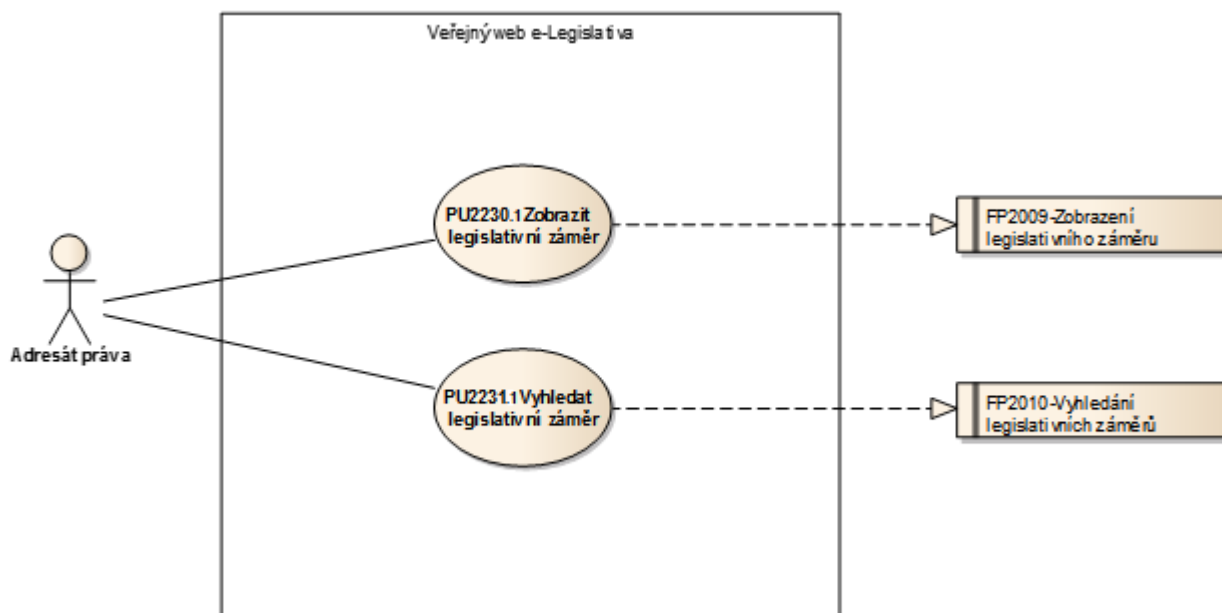 Veřejný web e-Legislativa
PU2230.1 Zobrazit
legislativní záměr
FP2009-Zobrazení
legislativního záměru
Adresát práva
PU2231.1 Vyhledat
legislativní záměr
FP2010-Vyhledání
legislativních záměrů